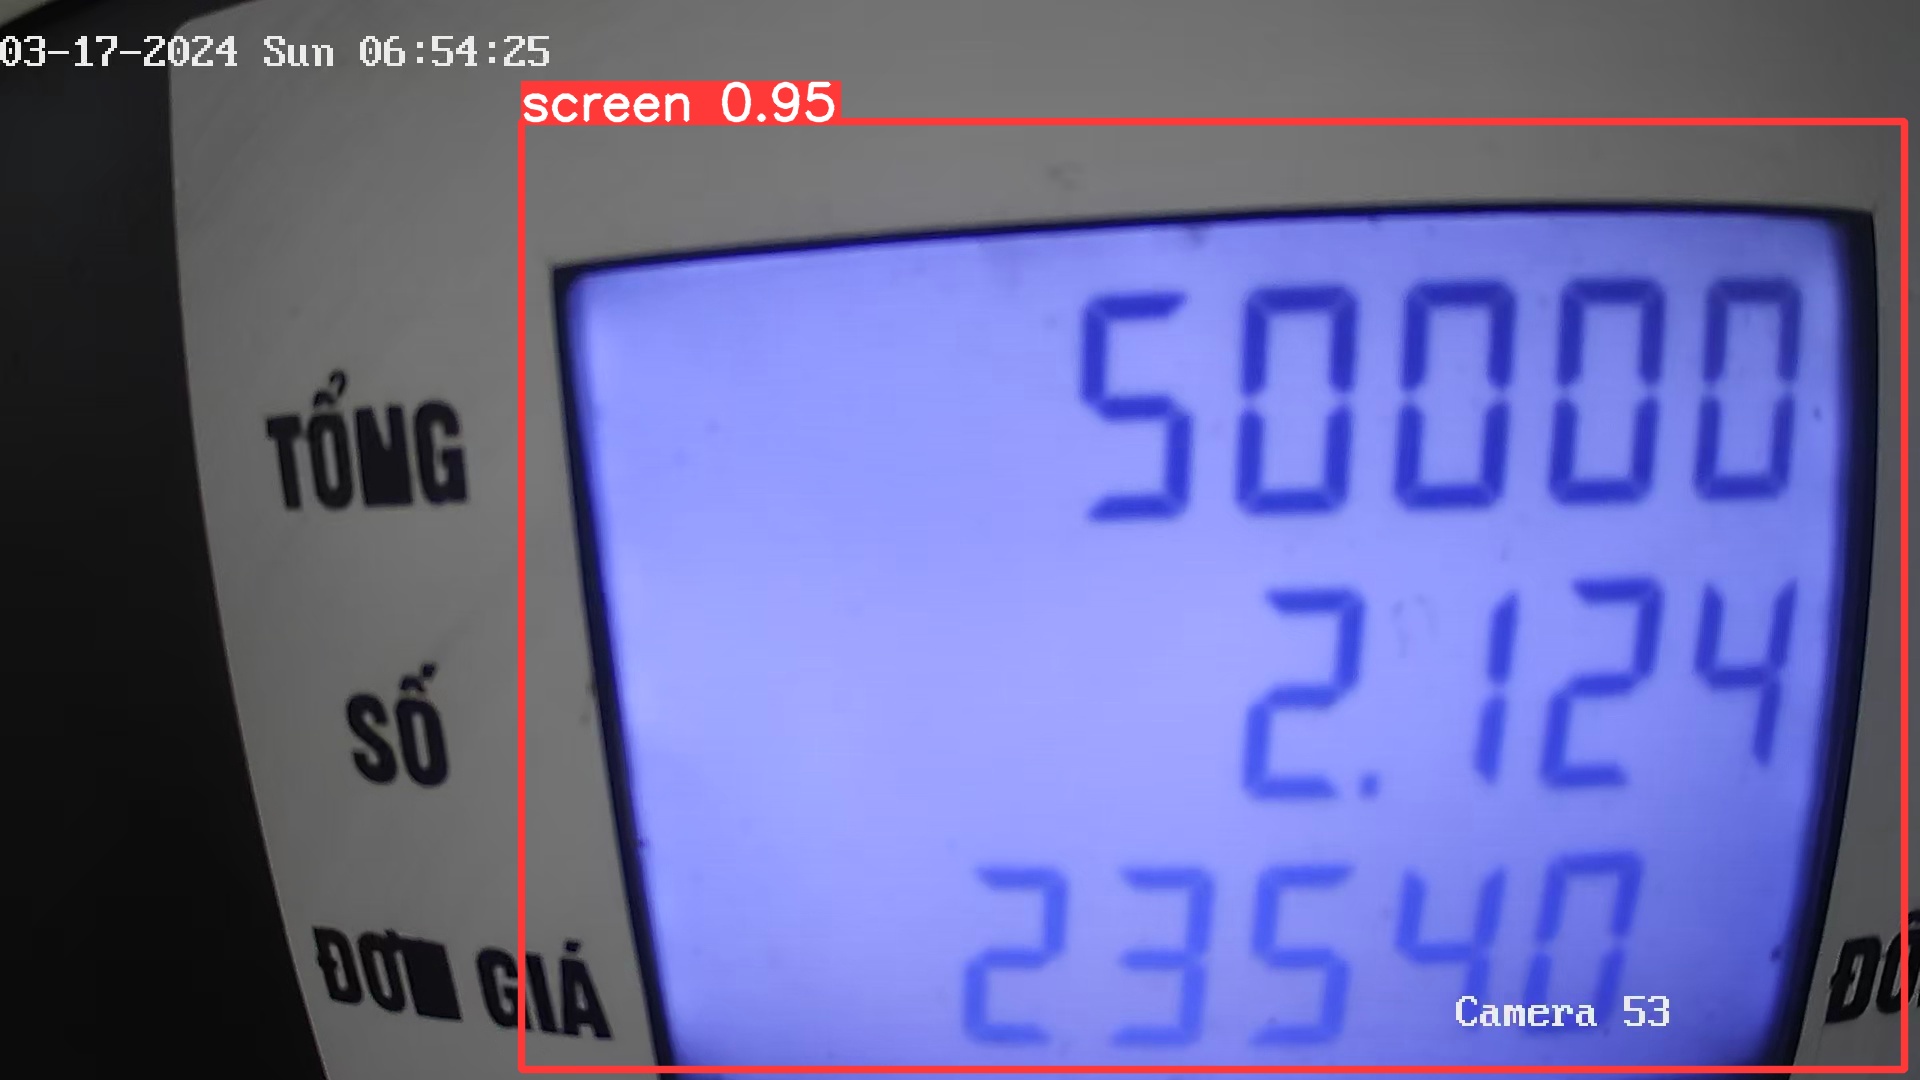 03-17-2024 Sun 06:54:25
screen 0.95
TỔNG 50000
SỐ 2.124
ĐƠN GIÁ 23540
Camera 53